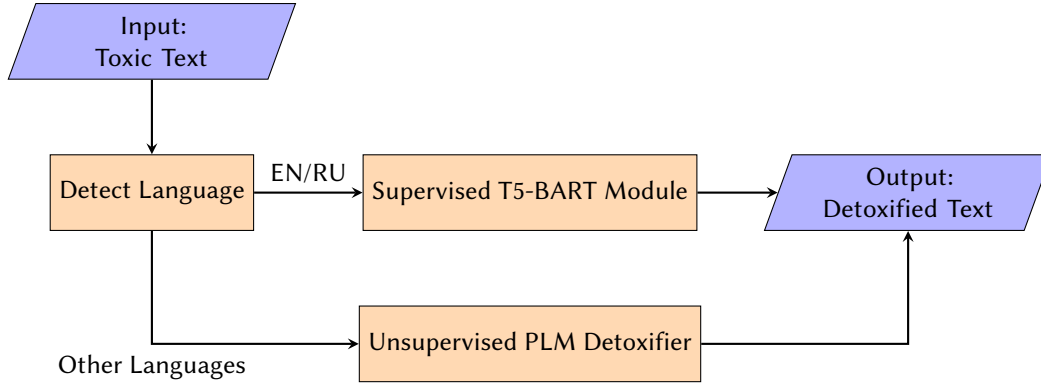 Input:
Toxic Text
Detect Language
EN/RU
Supervised T5-BART Module
Output:
Detoxified Text
Unsupervised PLM Detoxifier
Other Languages